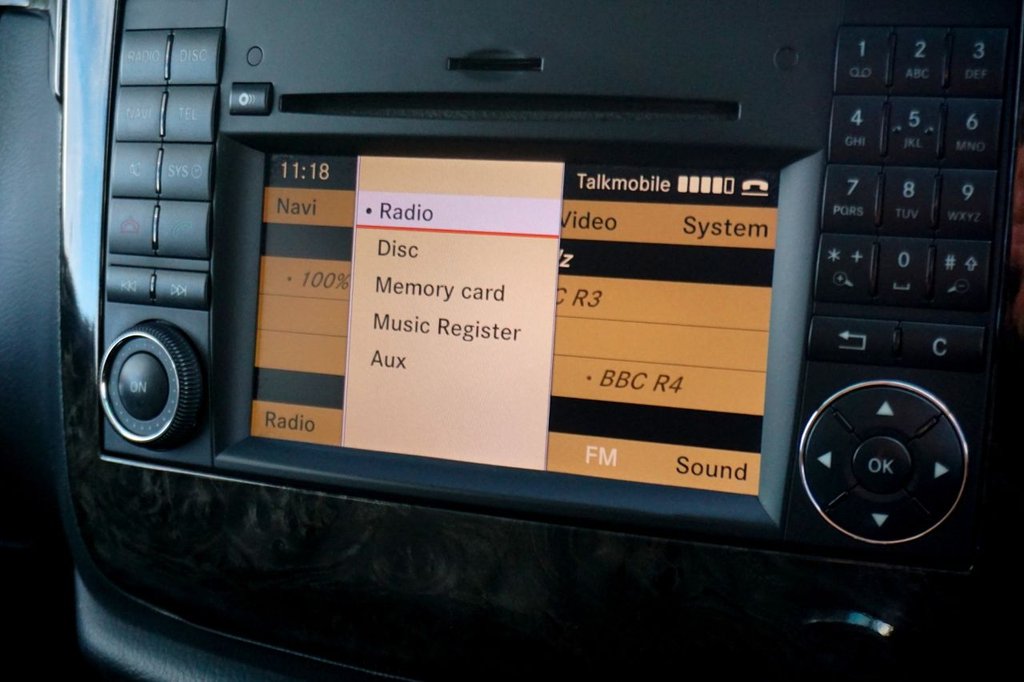 RADIO DISC
NAVI TEL
SYS
ON
11:18
Navi
• 100%
Radio
• Radio
Disc
Memory card
Music Register
Aux
Talkmobile
Video System
z
C R3
• BBC R4
FM Sound
1 2 ABC 3 DEF
4 GHI 5 JKL 6 MNO
7 PQRS 8 TUV 9 WXYZ
* + 0 #
C
OK